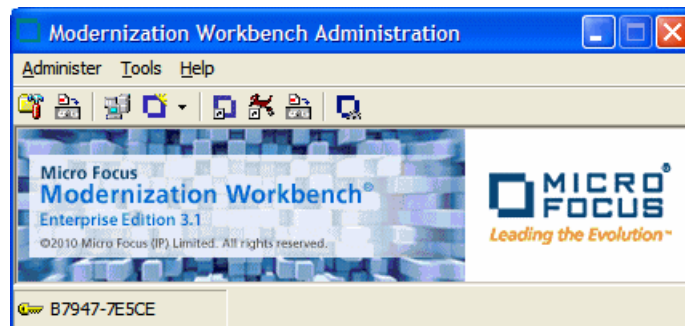 Modernization Workbench Administration
Administer Tools Help
Micro Focus
Modernization Workbench®
Enterprise Edition 3.1
©2010 Micro Focus (IP) Limited. All rights reserved.
MICRO
FOCUS®
Leading the Evolution™
B7947-7E5CE